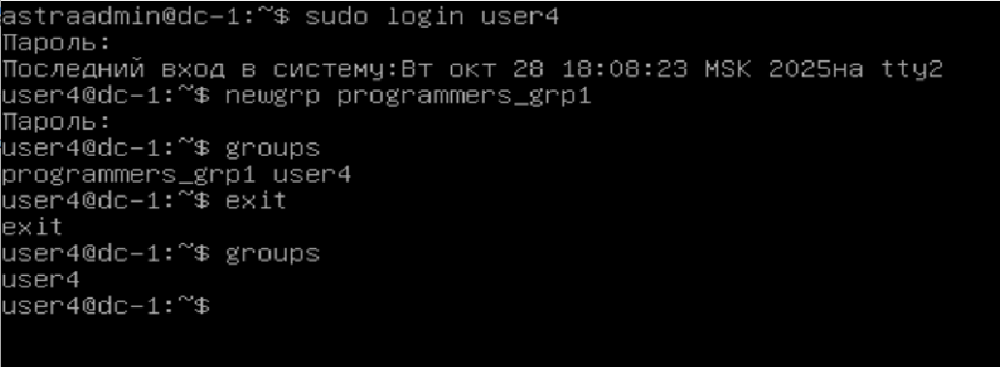 astraadmin@dc-1:~$ sudo login user4
Пароль:
Последний вход в систему:Вт окт 28 18:08:23 MSK 2025на tty2
user4@dc-1:~$ newgrp programmers_grp1
Пароль:
user4@dc-1:~$ groups
programmers_grp1 user4
user4@dc-1:~$ exit
exit
user4@dc-1:~$ groups
user4
user4@dc-1:~$